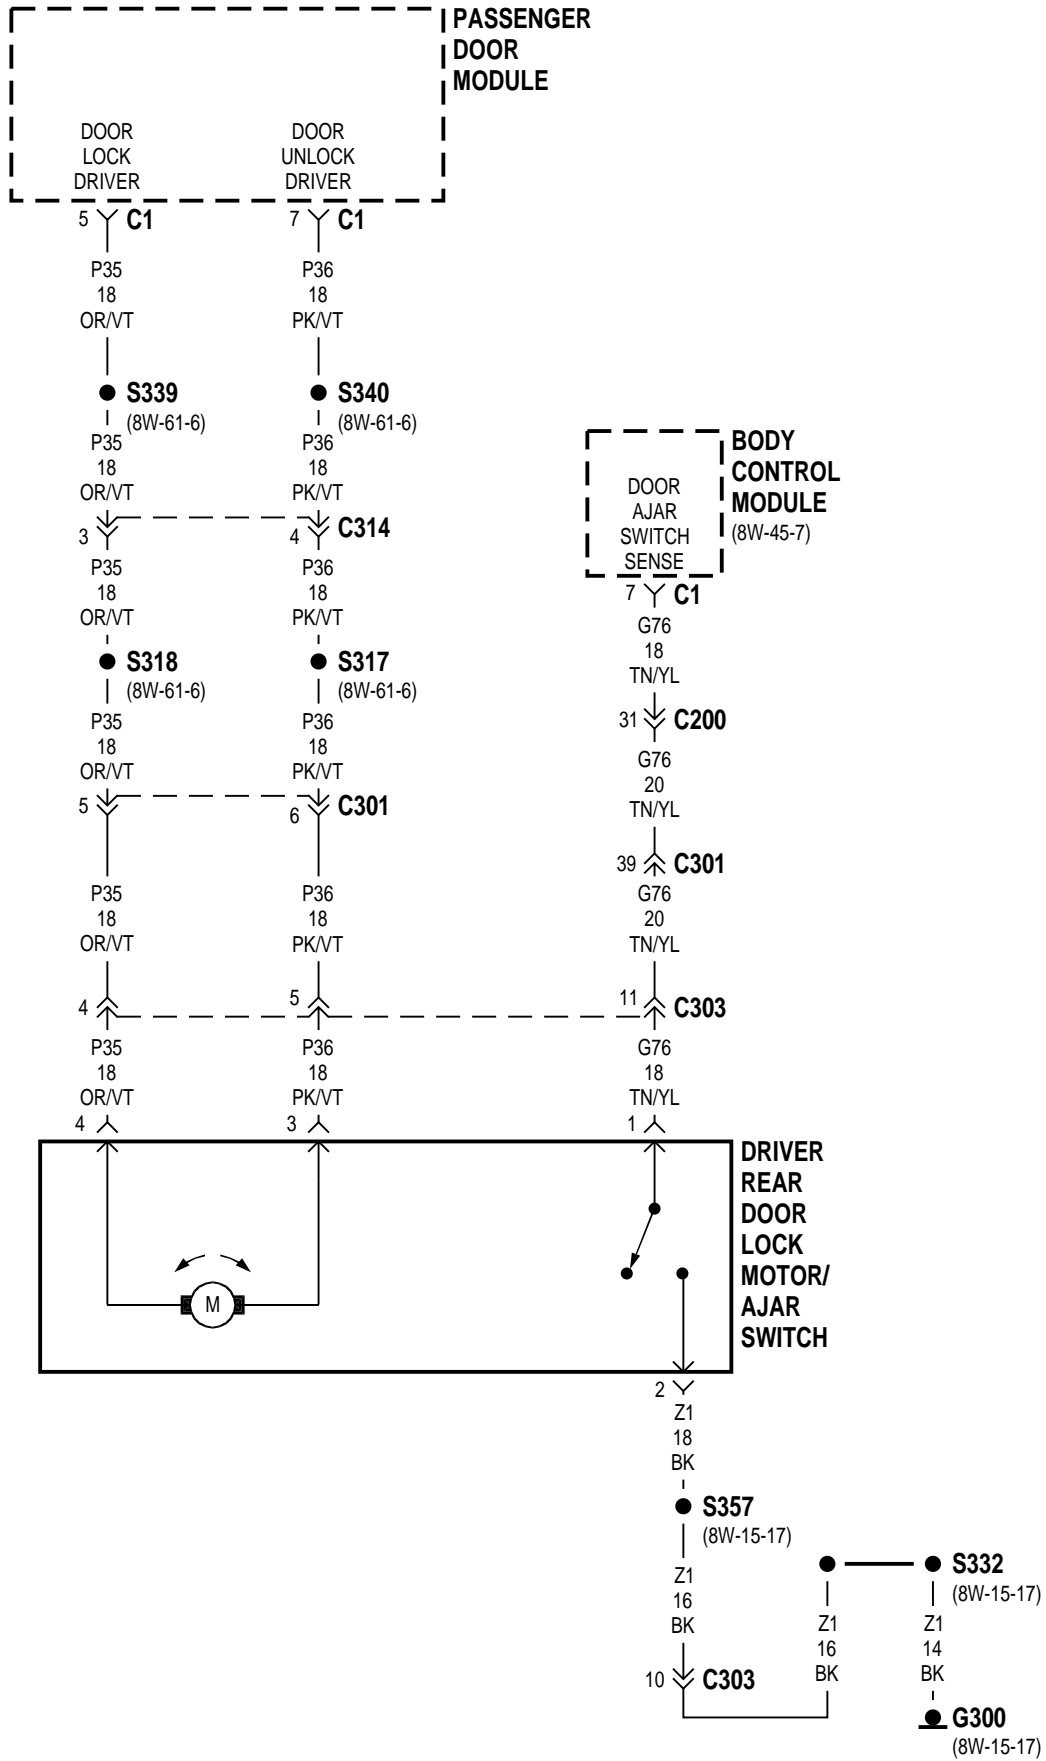 PASSENGER
DOOR
MODULE
DOOR
LOCK
DRIVER
DOOR
UNLOCK
DRIVER
5 C1
7 C1
P35
18
OR/VT
P36
18
PK/VT
S339
(8W-61-6)
S340
(8W-61-6)
P35
18
OR/VT
P36
18
PK/VT
BODY
CONTROL
MODULE
(8W-45-7)
DOOR
AJAR
SWITCH
SENSE
3
4 C314
P35
18
OR/VT
P36
18
PK/VT
7 C1
G76
18
TN/YL
S318
(8W-61-6)
S317
(8W-61-6)
31 C200
P35
18
OR/VT
P36
18
PK/VT
G76
20
TN/YL
5
6 C301
39 C301
P35
18
OR/VT
P36
18
PK/VT
G76
20
TN/YL
4
5
11 C303
P35
18
OR/VT
P36
18
PK/VT
G76
18
TN/YL
4
3
1
DRIVER
REAR
DOOR
LOCK
MOTOR/
AJAR
SWITCH
M
2
Z1
18
BK
S357
(8W-15-17)
Z1
16
BK
S332
(8W-15-17)
Z1
16
BK
Z1
14
BK
10 C303
G300
(8W-15-17)